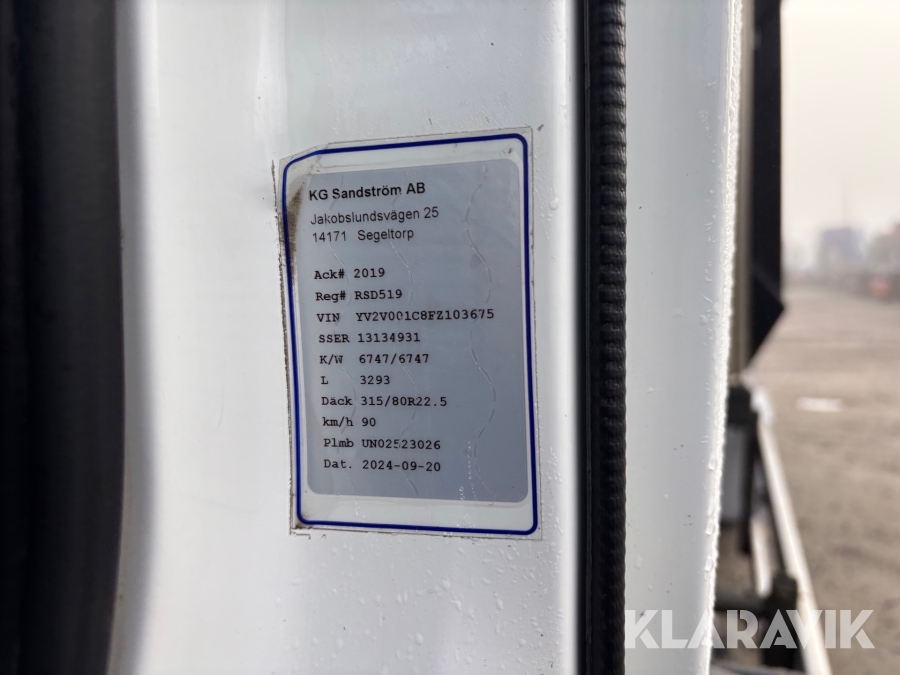 KG Sandström AB
Jakobslundsvägen 25
14171 Segeltorp
Ack# 2019
Reg# RSD519
VIN YV2V001C8FZ103675
SSER 13134931
K/W 6747/6747
L 3293
Däck 315/80R22.5
km/h 90
Plmb UN02523026
Dat. 2024-09-20
KLARAVIK